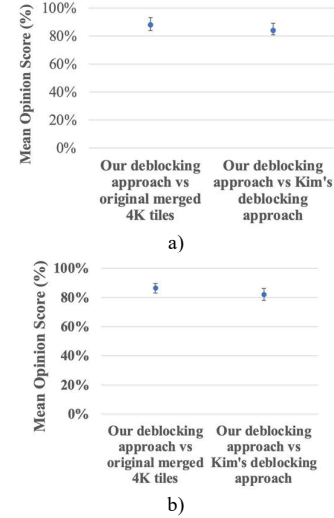 Mean Opinion Score (%)
100%
80%
60%
40%
20%
0%
Our deblocking approach vs original merged 4K tiles
Our deblocking approach vs Kim's deblocking approach
a)
Mean Opinion Score (%)
100%
80%
60%
40%
20%
0%
Our deblocking approach vs original merged 4K tiles
Our deblocking approach vs Kim's deblocking approach
b)